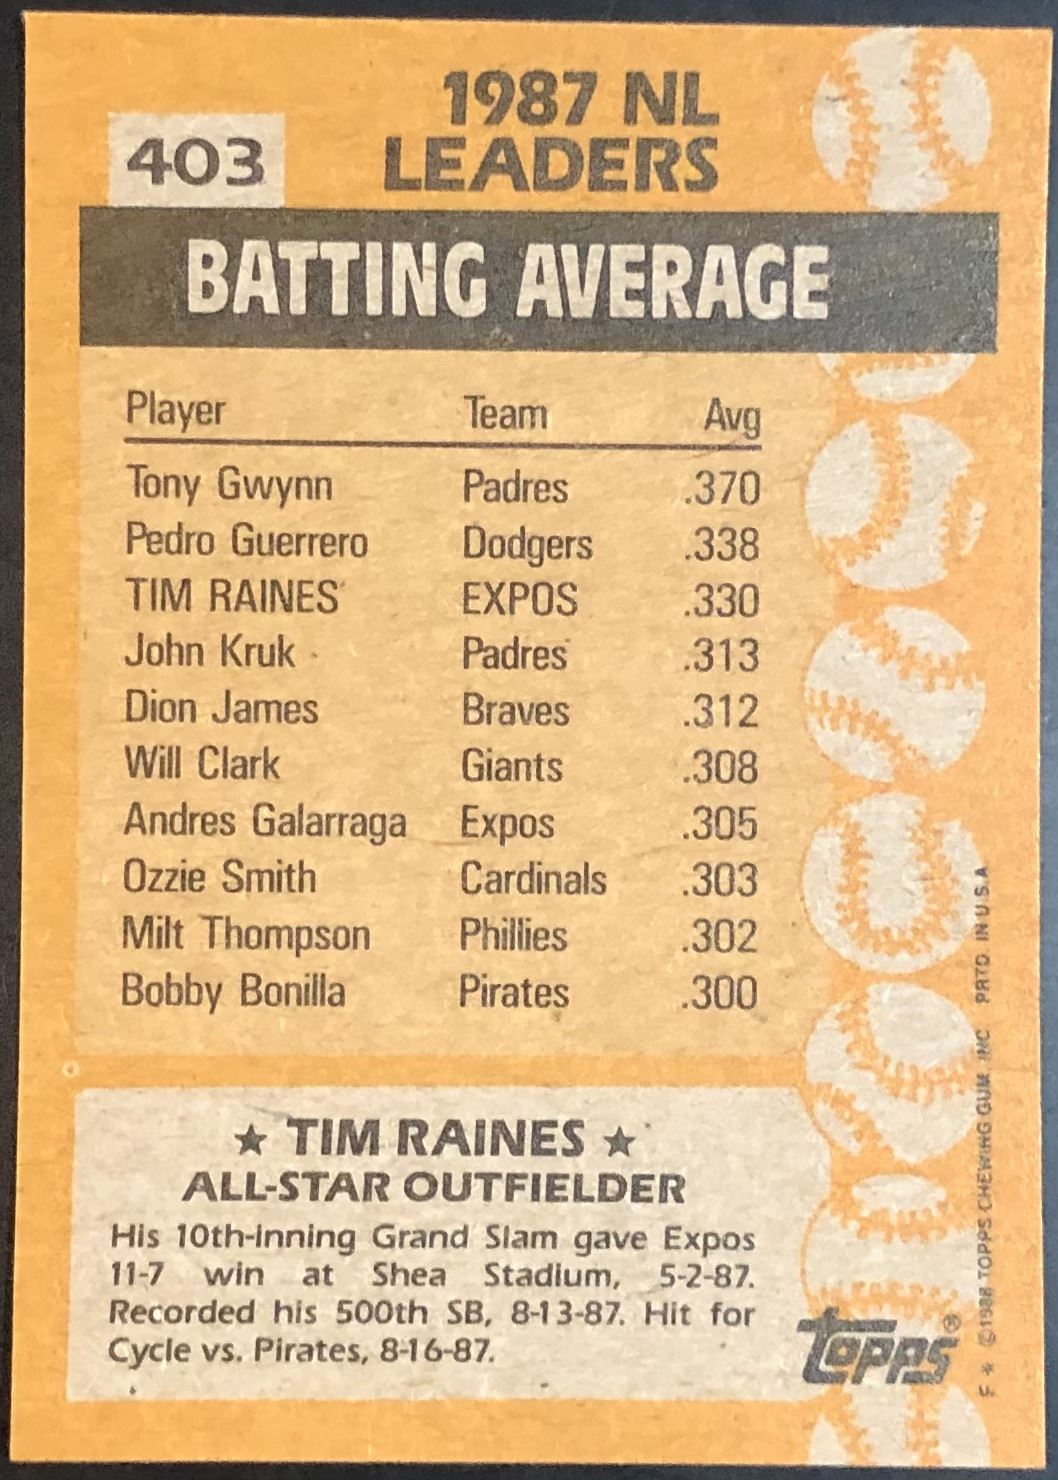 1987 NL
403
LEADERS
BATTING AVERAGE
Player Team Avg
Tony Gwynn Padres .370
Pedro Guerrero Dodgers .338
TIM RAINES EXPOS .330
John Kruk Padres .313
Dion James Braves .312
Will Clark Giants .308
Andres Galarraga Expos .305
Ozzie Smith Cardinals .303
Milt Thompson Phillies .302
Bobby Bonilla Pirates .300
★ TIM RAINES ★
ALL-STAR OUTFIELDER
His 10th-Inning Grand Slam gave Expos
11-7 win at Shea Stadium, 5-2-87.
Recorded his 500th SB, 8-13-87. Hit for
Cycle vs. Pirates, 8-16-87.
TOPPS®
F * ©1988 TOPPS CHEWING GUM, INC PRTD IN U.S.A